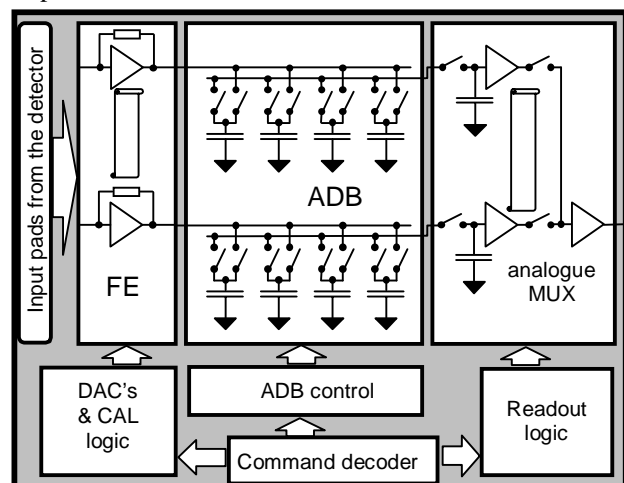 Input pads from the detector
FE
ADB
analogue
MUX
DAC's
& CAL
logic
ADB control
Readout
logic
Command decoder